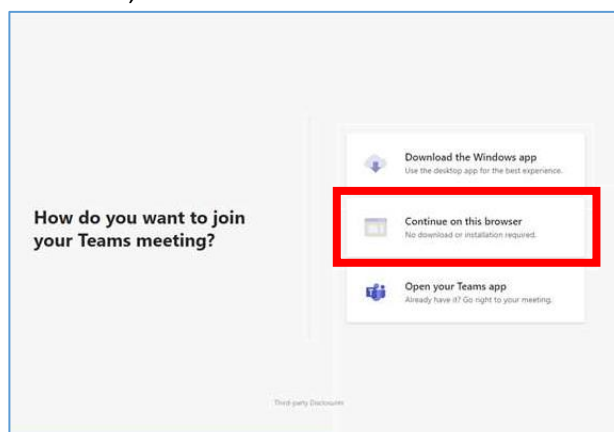 How do you want to join
your Teams meeting?
Download the Windows app
Use the desktop app for the best experience.
Continue on this browser
No download or installation required.
Open your Teams app
Already have it? Go right to your meeting.
Third-party Disclosures